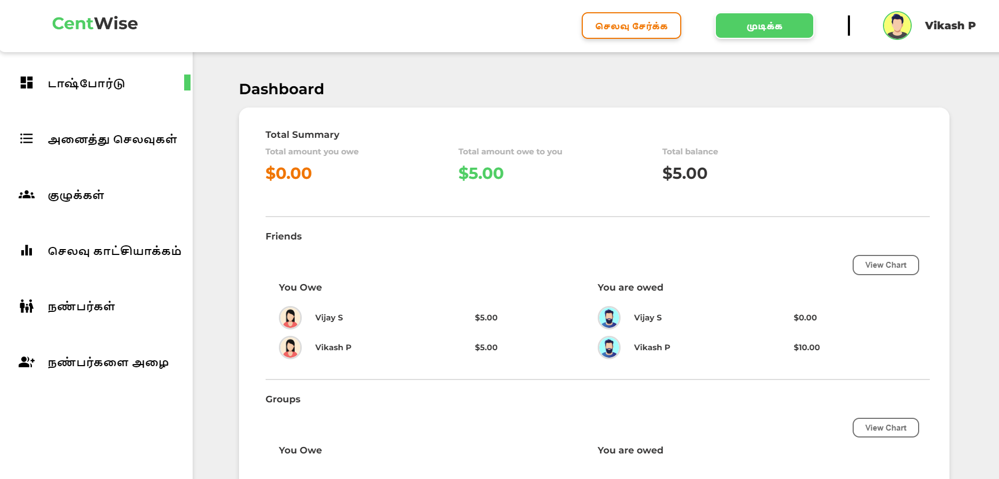 CentWise
செலவு சேர்க்க
முடிக்க
Vikash P
டாஷ்போர்டு
அனைத்து செலவுகள்
குழுக்கள்
செலவு காட்சியாக்கம்
நண்பர்கள்
நண்பர்களை அழை
Dashboard
Total Summary
Total amount you owe
Total amount owe to you
Total balance
$0.00
$5.00
$5.00
Friends
View Chart
You Owe
You are owed
Vijay S $5.00
Vijay S $0.00
Vikash P $5.00
Vikash P $10.00
Groups
View Chart
You Owe
You are owed